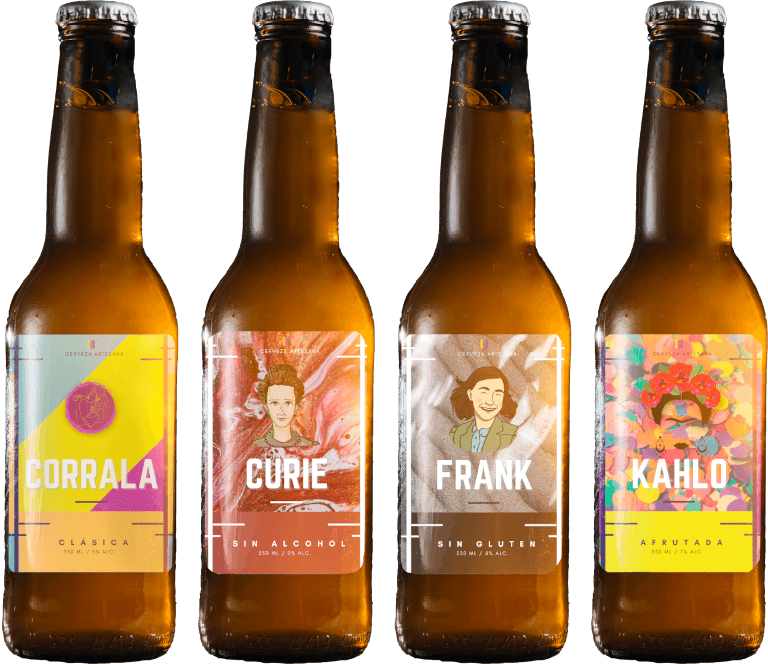 CERVEZA ARTESANA
CORRALA
CLÁSICA
330 ML / 5% ALC.
CERVEZA ARTESANA
CURIE
SIN ALCOHOL
330 ML / 0% ALC.
CERVEZA ARTESANA
FRANK
SIN GLUTEN
330 ML / 4% ALC.
CERVEZA ARTESANA
KAHLO
AFRUTADA
330 ML / 7% ALC.